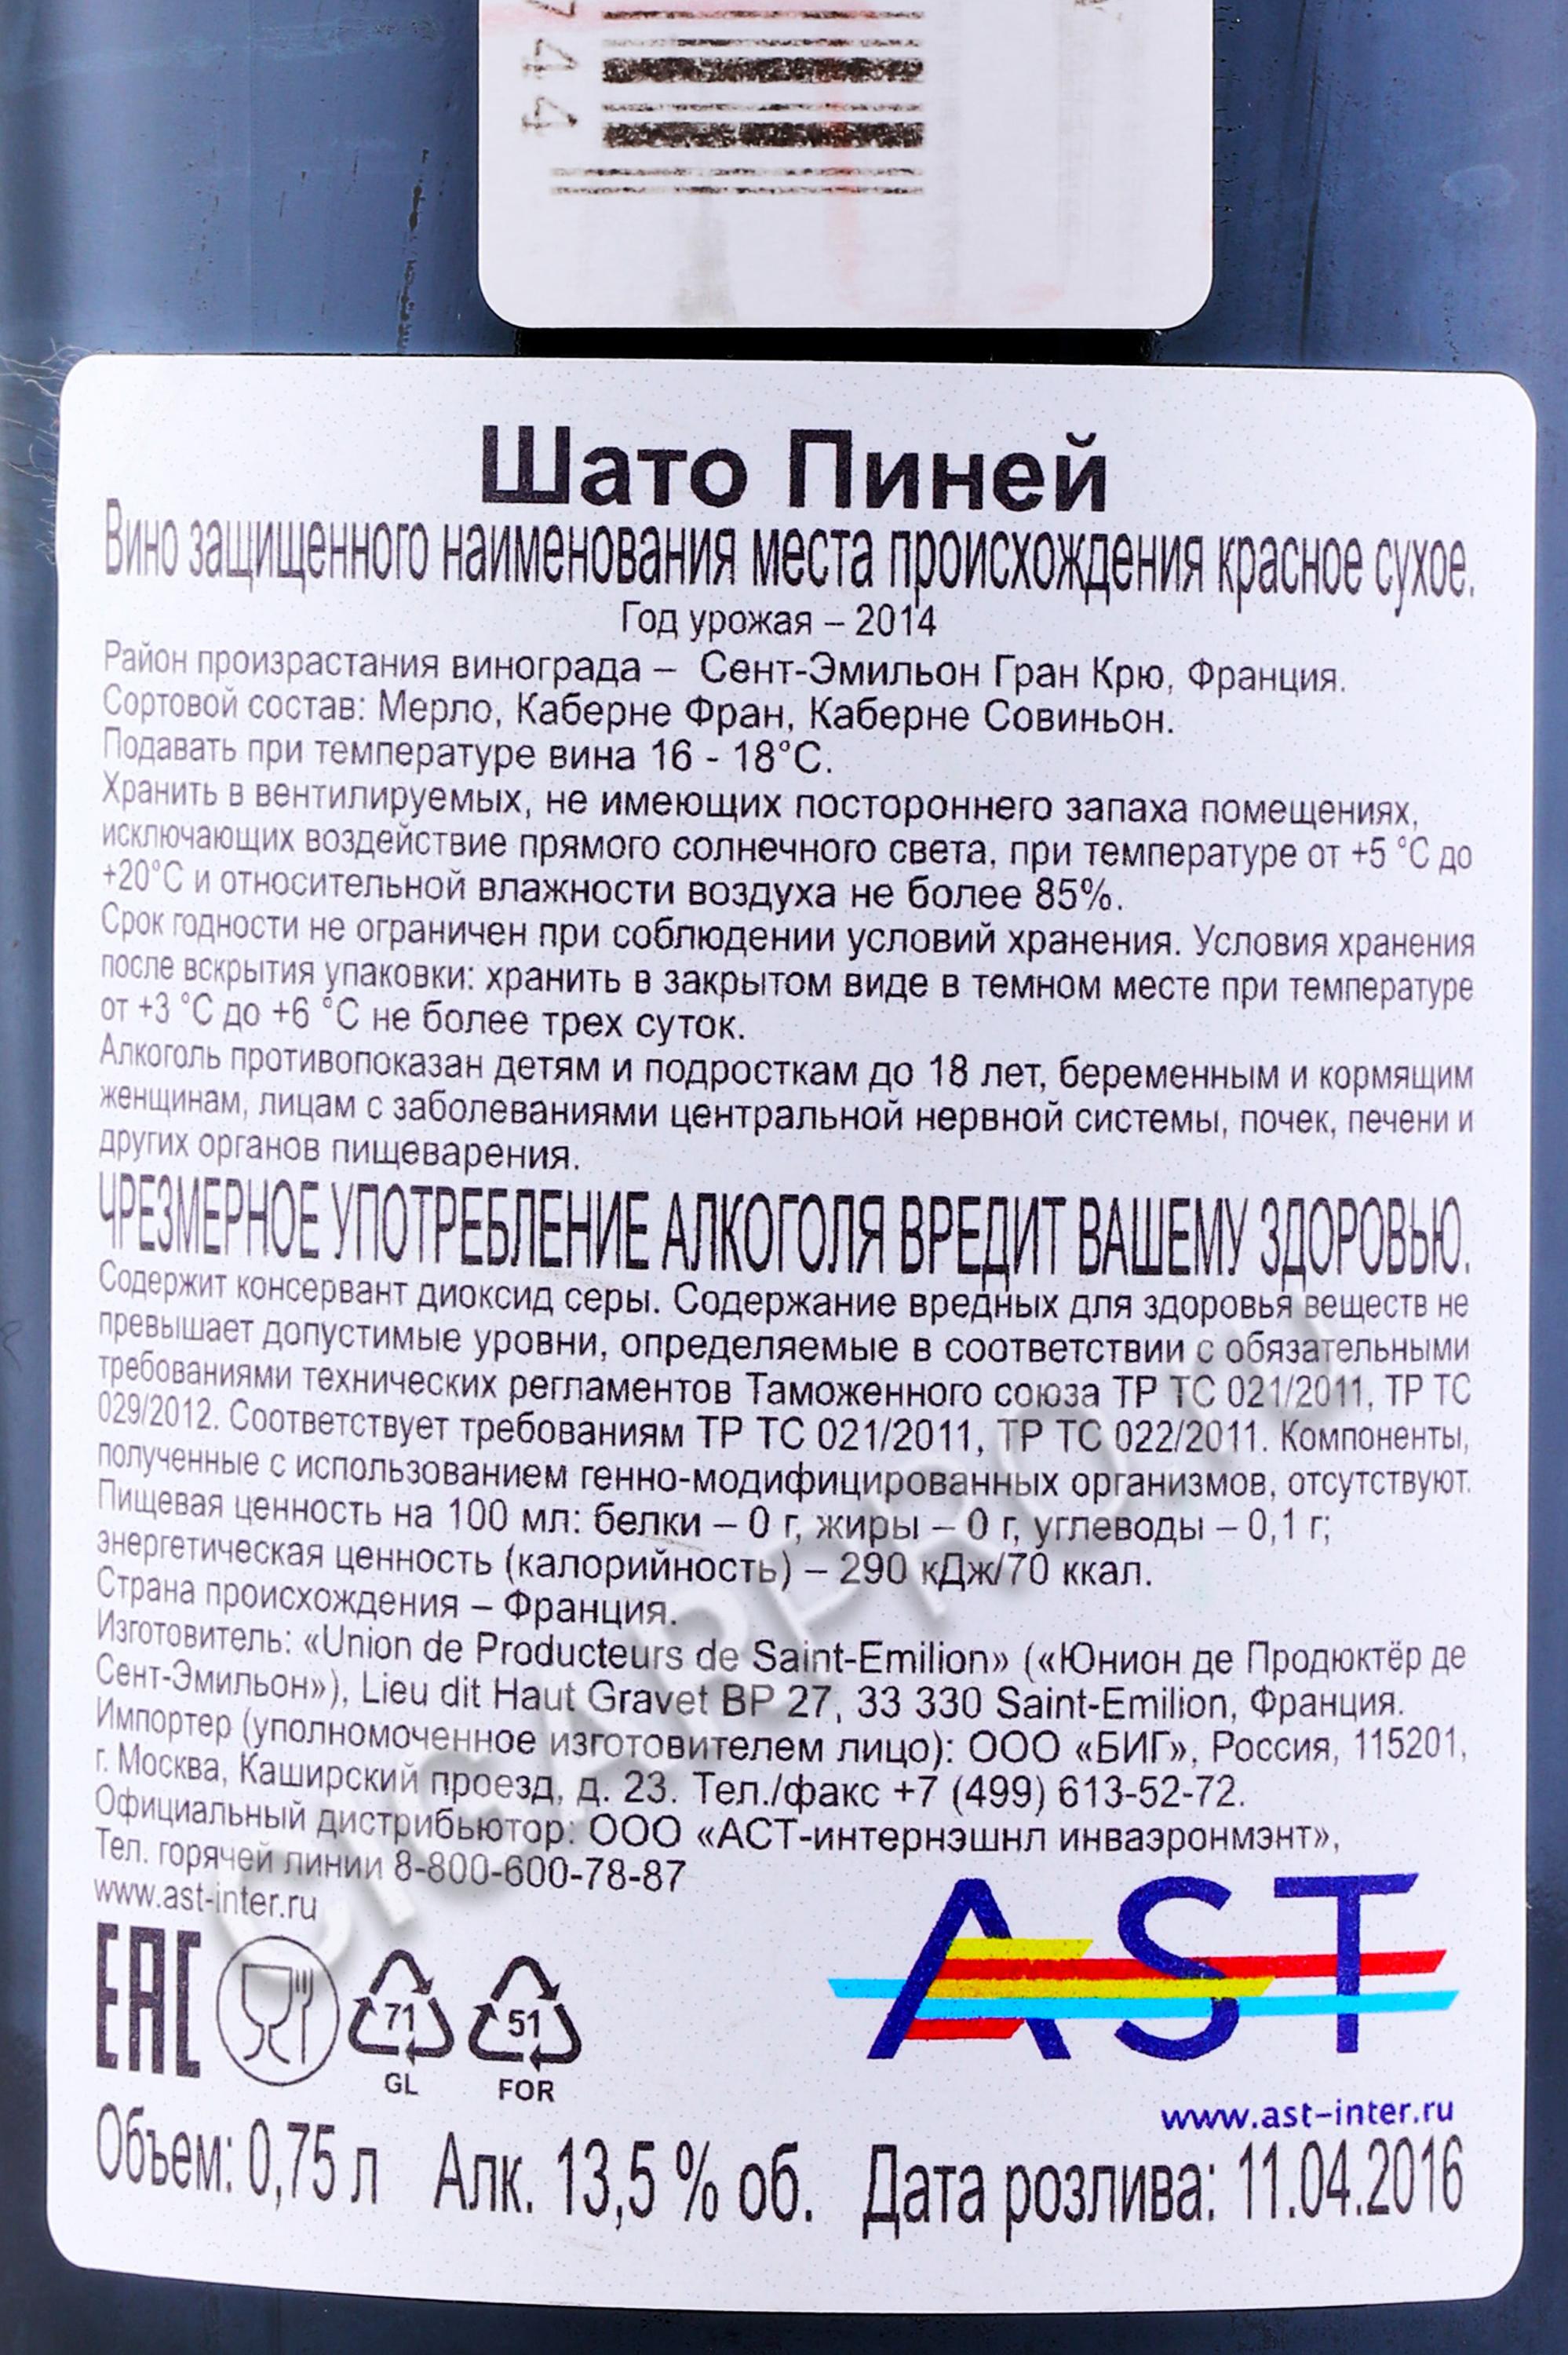 44
Шато Пиней
Вино защищенного наименования места происхождения красное сухое.
Год урожая – 2014
Район произрастания винограда – Сент-Эмильон Гран Крю, Франция.
Сортовой состав: Мерло, Каберне Фран, Каберне Совиньон.
Подавать при температуре вина 16 - 18°С.
Хранить в вентилируемых, не имеющих постороннего запаха помещениях,
исключающих воздействие прямого солнечного света, при температуре от +5 °С до
+20°С и относительной влажности воздуха не более 85%.
Срок годности не ограничен при соблюдении условий хранения. Условия хранения
после вскрытия упаковки: хранить в закрытом виде в темном месте при температуре
от +3 °С до +6 °С не более трех суток.
Алкоголь противопоказан детям и подросткам до 18 лет, беременным и кормящим
женщинам, лицам с заболеваниями центральной нервной системы, почек, печени и
других органов пищеварения.
ЧРЕЗМЕРНОЕ УПОТРЕБЛЕНИЕ АЛКОГОЛЯ ВРЕДИТ ВАШЕМУ ЗДОРОВЬЮ.
Содержит консервант диоксид серы. Содержание вредных для здоровья веществ не
превышает допустимые уровни, определяемые в соответствии с обязательными
требованиями технических регламентов Таможенного союза ТР ТС 021/2011, ТР ТС
029/2012. Соответствует требованиям ТР ТС 021/2011, ТР ТС 022/2011. Компоненты,
полученные с использованием генно-модифицированных организмов, отсутствуют.
Пищевая ценность на 100 мл: белки – 0 г, жиры – 0 г, углеводы – 0,1 г;
энергетическая ценность (калорийность) – 290 кДж/70 ккал.
Страна происхождения – Франция.
Изготовитель: «Union de Producteurs de Saint-Emilion» («Юнион де Продюктёр де
Сент-Эмильон»), Lieu dit Haut Gravet BP 27, 33 330 Saint-Emilion, Франция.
Импортер (уполномоченное изготовителем лицо): ООО «БИГ», Россия, 115201,
г. Москва, Каширский проезд, д. 23. Тел./факс +7 (499) 613-52-72.
Официальный дистрибьютор: ООО «АСТ-интернэшнл инваэронмэнт»,
Тел. горячей линии 8-800-600-78-87
www.ast-inter.ru
CIGARPRO.ru
EAC
71
GL
51
FOR
AST
www.ast-inter.ru
Объем: 0,75 л Алк. 13,5 % об. Дата розлива: 11.04.2016